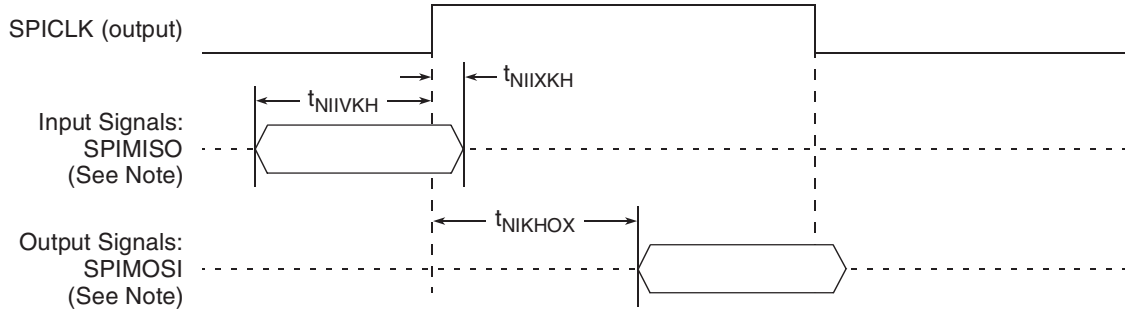 SPICLK (output)
tNIIXKH
tNIIVKH
Input Signals:
SPIMISO
(See Note)
tNIKHOX
Output Signals:
SPIMOSI
(See Note)